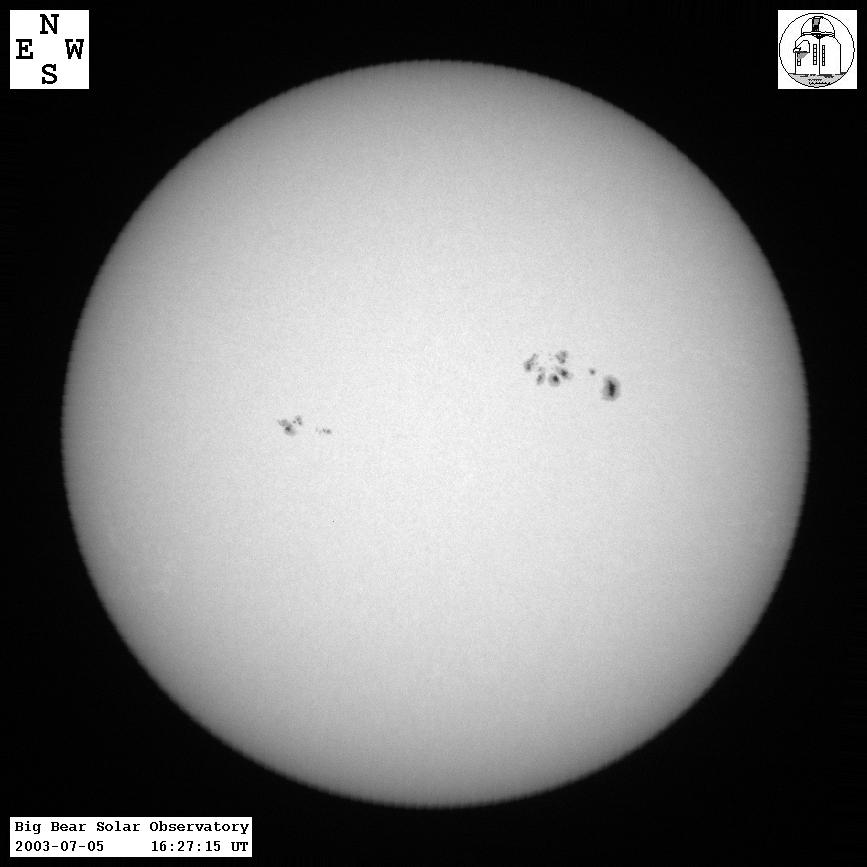 N
E W
S
Big Bear Solar Observatory
2003-07-05 16:27:15 UT